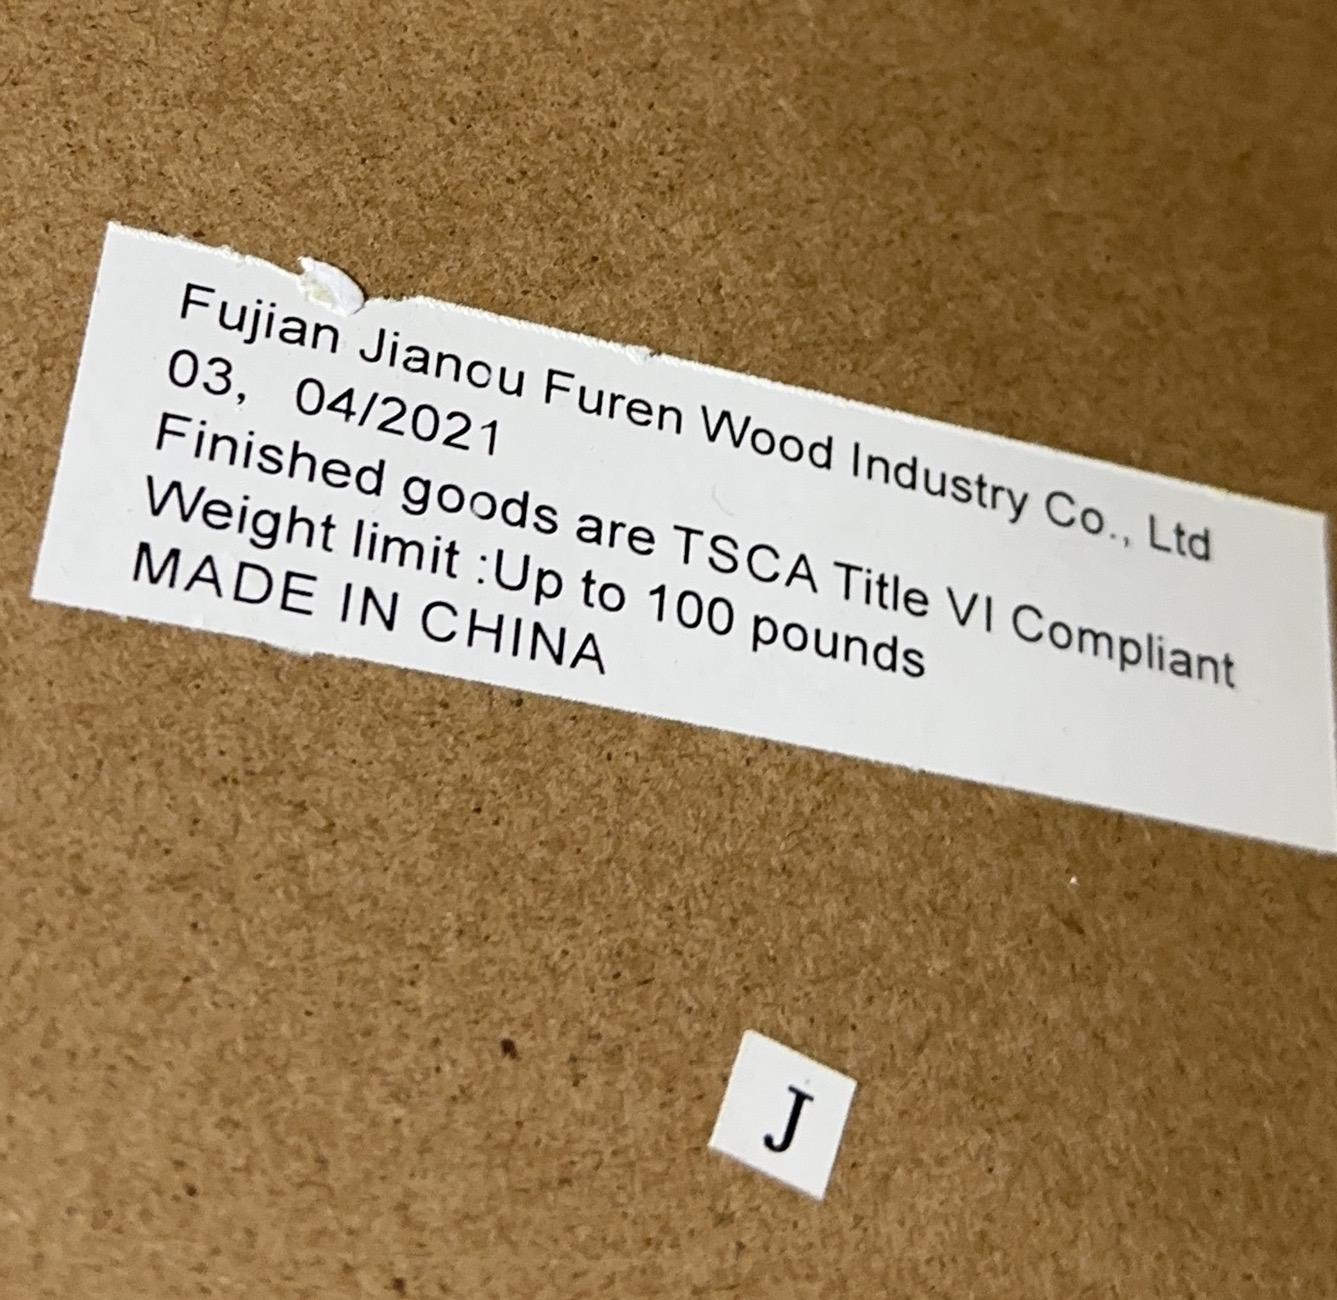 Fujian Jianou Furen Wood Industry Co., Ltd
03, 04/2021
Finished goods are TSCA Title VI Compliant
Weight limit :Up to 100 pounds
MADE IN CHINA
J